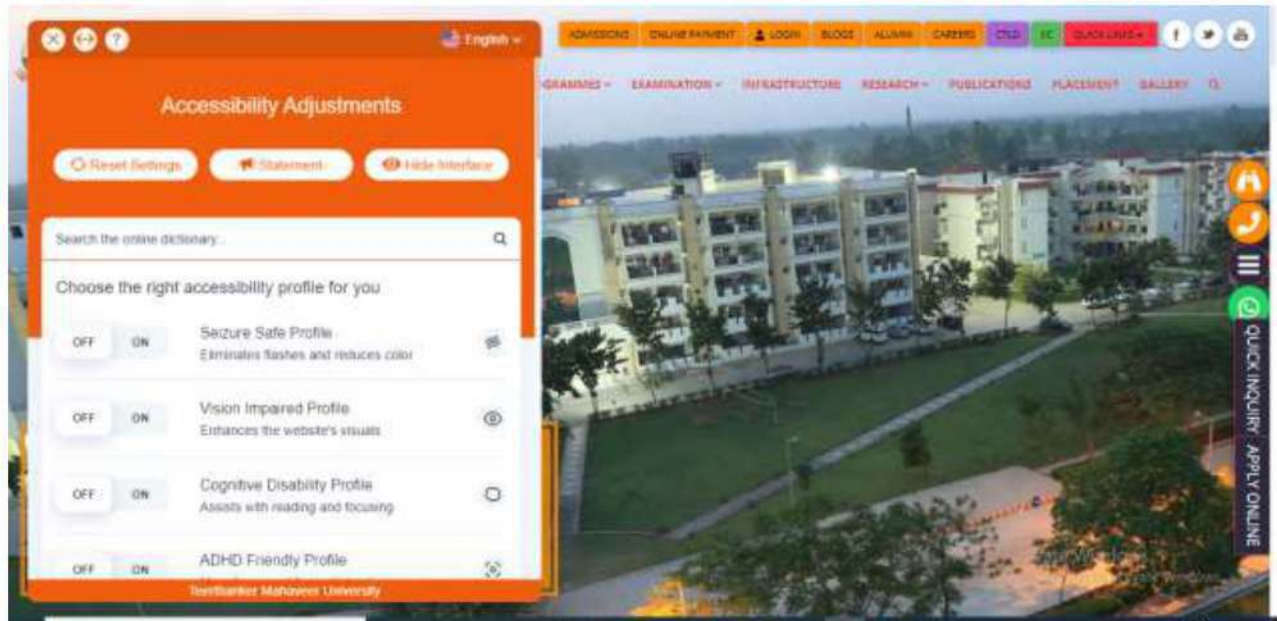 English
ADMISSIONS ONLINE PAYMENT LOGIN BLOGS ALUMNI CAREERS CTLD IIC QUICK LINKS
GRAMMES EXAMINATION INFRASTRUCTURE RESEARCH PUBLICATIONS PLACEMENT GALLERY
Accessibility Adjustments
Reset Settings Statement Hide Interface
Search the online dictionary...
Choose the right accessibility profile for you
OFF ON Seizure Safe Profile
Eliminates flashes and reduces color
OFF ON Vision Impaired Profile
Enhances the website's visuals
OFF ON Cognitive Disability Profile
Assists with reading and focusing
OFF ON ADHD Friendly Profile
Teerthanker Mahaveer University
QUICK INQUIRY APPLY ONLINE